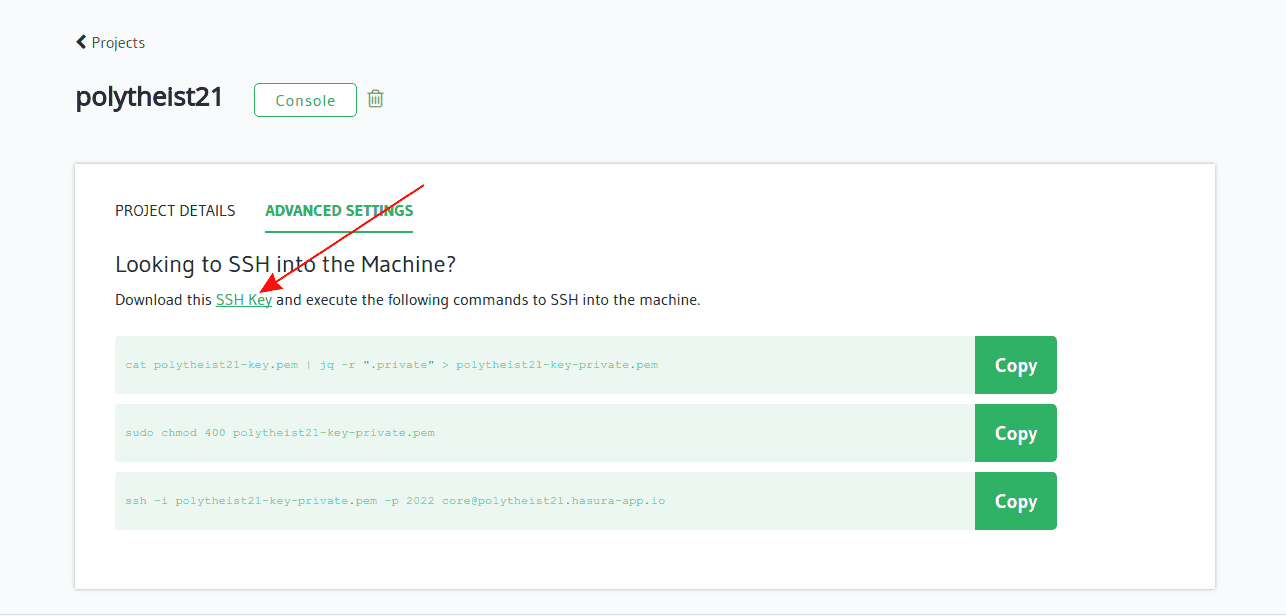 Projects
polytheist21
Console
PROJECT DETAILS
ADVANCED SETTINGS
Looking to SSH into the Machine?
Download this SSH Key and execute the following commands to SSH into the machine.
cat polytheist21-key.pem | jq -r ".private" > polytheist21-key-private.pem
Copy
sudo chmod 400 polytheist21-key-private.pem
Copy
ssh -i polytheist21-key-private.pem -p 2022 core@polytheist21.hasura-app.io
Copy